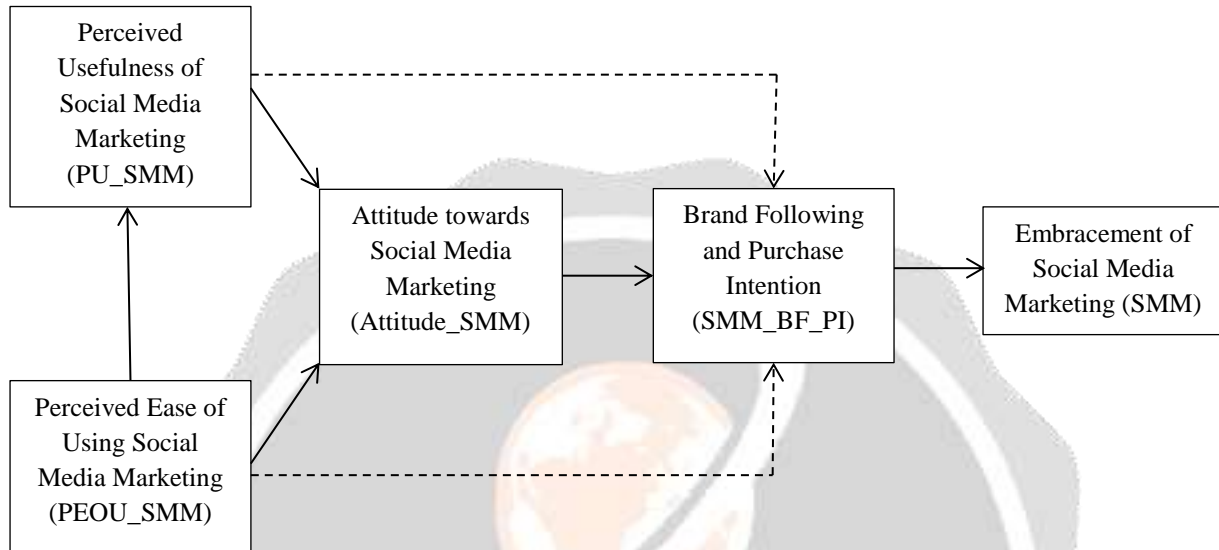 Perceived
Usefulness of
Social Media
Marketing
(PU_SMM)
Attitude towards
Social Media
Marketing
(Attitude_SMM)
Brand Following
and Purchase
Intention
(SMM_BF_PI)
Embracement of
Social Media
Marketing (SMM)
Perceived Ease of
Using Social
Media Marketing
(PEOU_SMM)